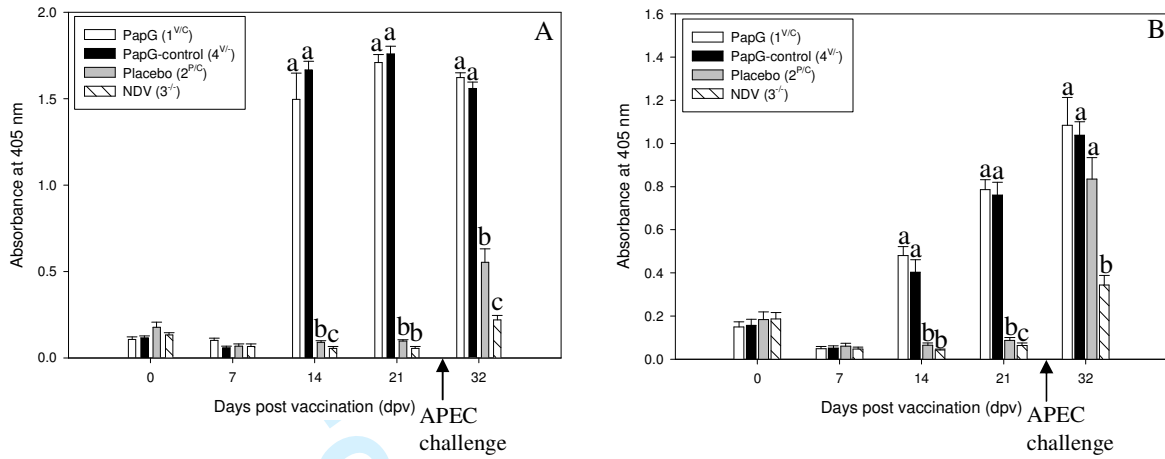 A
PapG (1V/C)
PapG-control (4V/-)
Placebo (2P/C)
NDV (3-/-)
Absorbance at 405 nm
2.0
1.5
1.0
0.5
0.0
a a b c
a a b b
a a b c
0 7 14 21 32
Days post vaccination (dpv)
APEC
challenge
B
PapG (1V/C)
PapG-control (4V/-)
Placebo (2P/C)
NDV (3-/-)
Absorbance at 405 nm
1.6
1.4
1.2
1.0
0.8
0.6
0.4
0.2
0.0
a a b b
a a b c
a a a b
0 7 14 21 32
Days post vaccination (dpv)
APEC
challenge